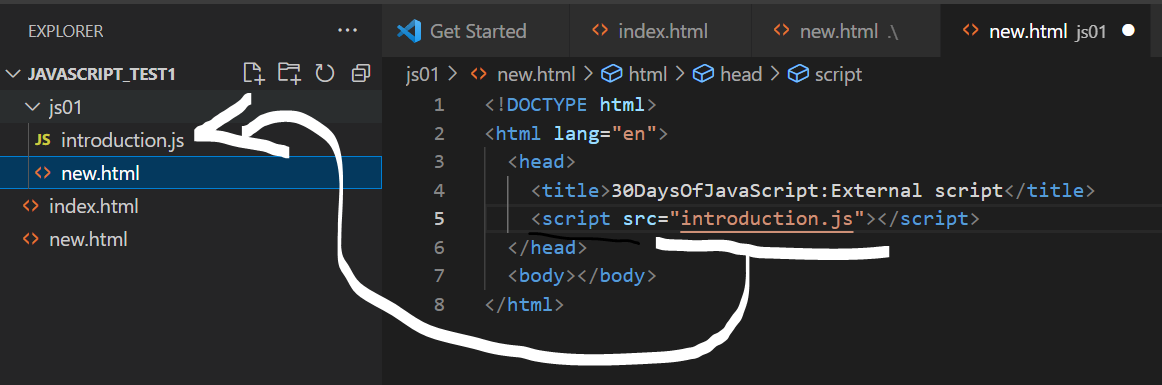 EXPLORER ...
JAVASCRIPT_TEST1
js01
JS introduction.js
<> new.html
<> index.html
<> new.html
Get Started <> index.html <> new.html .\ <> new.html js01 ●
js01 > <> new.html > html > head > script
1 <!DOCTYPE html>
2 <html lang="en">
3 <head>
4 <title>30DaysOfJavaScript:External script</title>
5 <script src="introduction.js"></script>
6 </head>
7 <body></body>
8 </html>